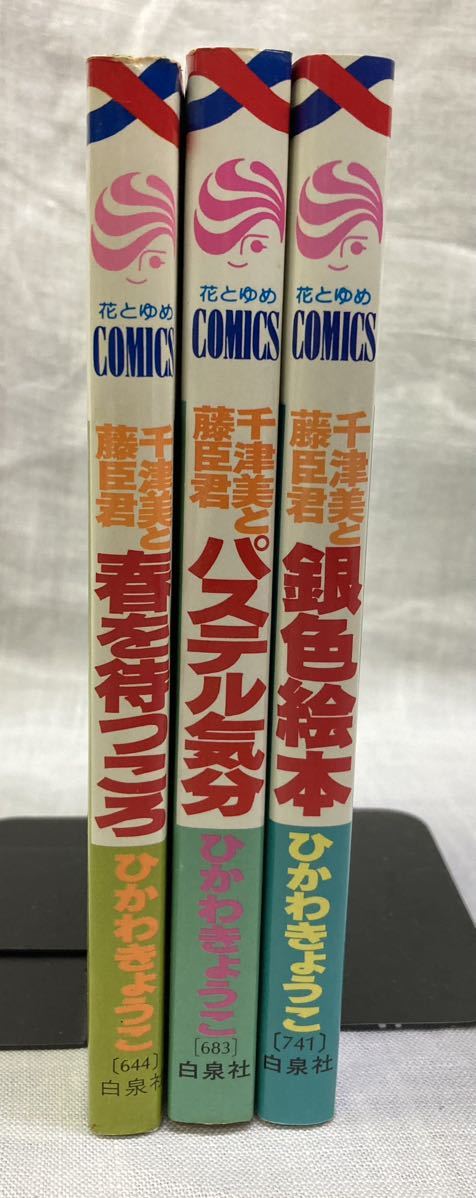 花とゆめ
COMICS
千津美と
藤臣君
春を待つころ
ひかわきょうこ
[644]
白泉社
花とゆめ
COMICS
千津美と
藤臣君
パステル気分
ひかわきょうこ
[683]
白泉社
花とゆめ
COMICS
千津美と
藤臣君
銀色絵本
ひかわきょうこ
[741]
白泉社